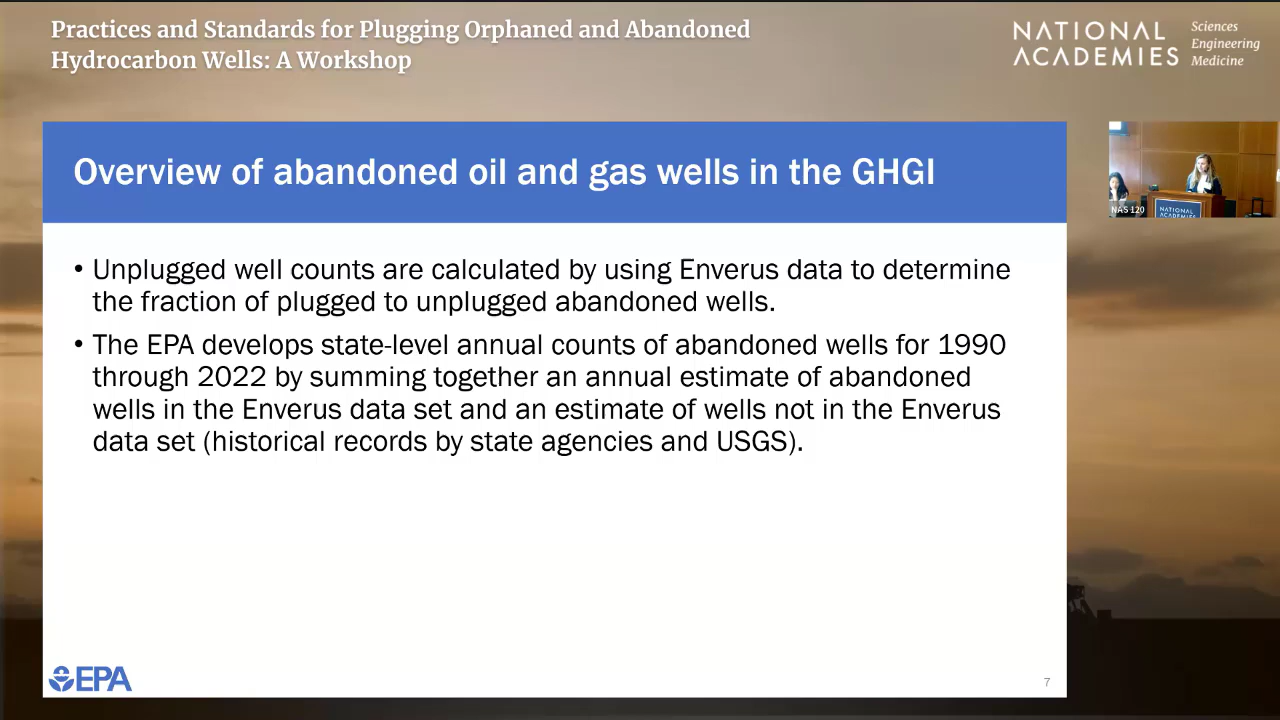 Practices and Standards for Plugging Orphaned and Abandoned
Hydrocarbon Wells: A Workshop
NATIONAL
ACADEMIES
Sciences
Engineering
Medicine
Overview of abandoned oil and gas wells in the GHGI
• Unplugged well counts are calculated by using Enverus data to determine
the fraction of plugged to unplugged abandoned wells.
• The EPA develops state-level annual counts of abandoned wells for 1990
through 2022 by summing together an annual estimate of abandoned
wells in the Enverus data set and an estimate of wells not in the Enverus
data set (historical records by state agencies and USGS).
NAS 120
NATIONAL
ACADEMIES
EPA
7